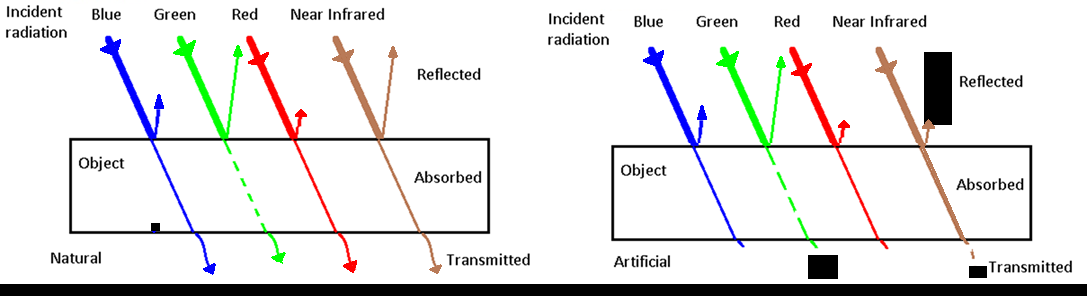 Incident
radiation
Blue
Green
Red
Near Infrared
Reflected
Object
Absorbed
Natural
Transmitted
Incident
radiation
Blue
Green
Red
Near Infrared
Reflected
Object
Absorbed
Artificial
Transmitted